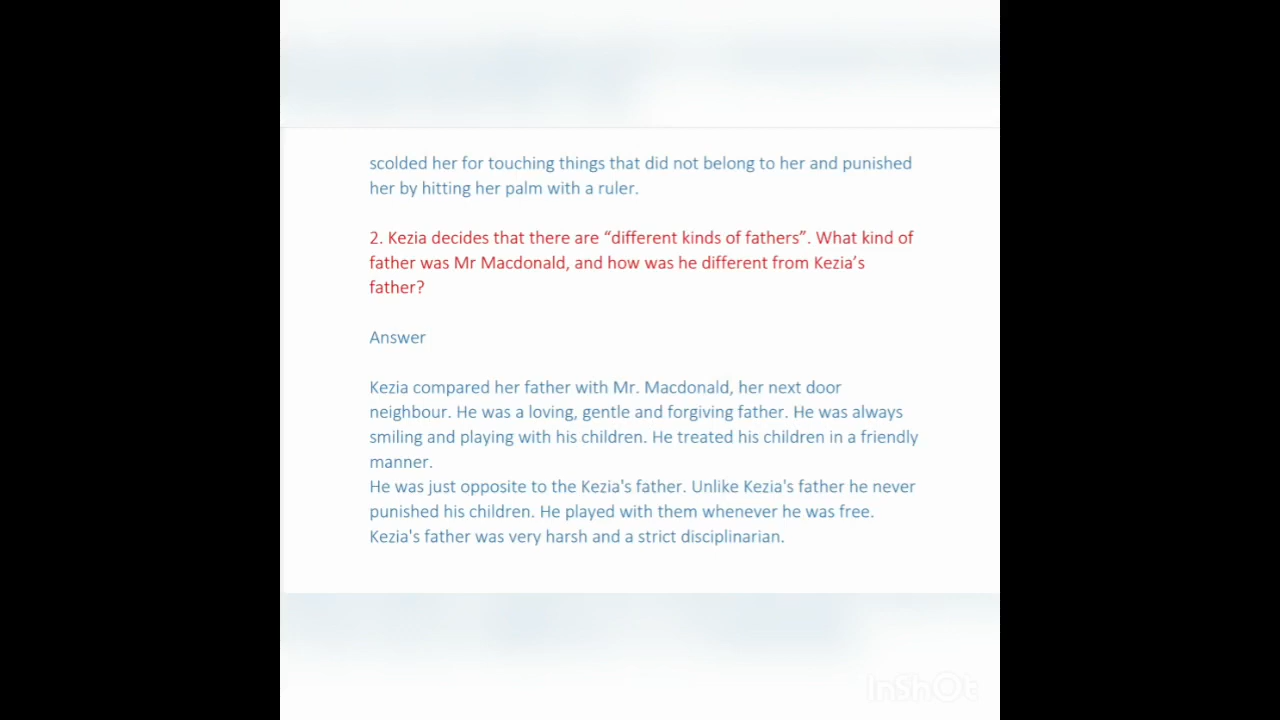 scolded her for touching things that did not belong to her and punished
her by hitting her palm with a ruler.
2. Kezia decides that there are “different kinds of fathers”. What kind of
father was Mr Macdonald, and how was he different from Kezia’s
father?
Answer
Kezia compared her father with Mr. Macdonald, her next door
neighbour. He was a loving, gentle and forgiving father. He was always
smiling and playing with his children. He treated his children in a friendly
manner.
He was just opposite to the Kezia's father. Unlike Kezia's father he never
punished his children. He played with them whenever he was free.
Kezia's father was very harsh and a strict disciplinarian.
InShOt